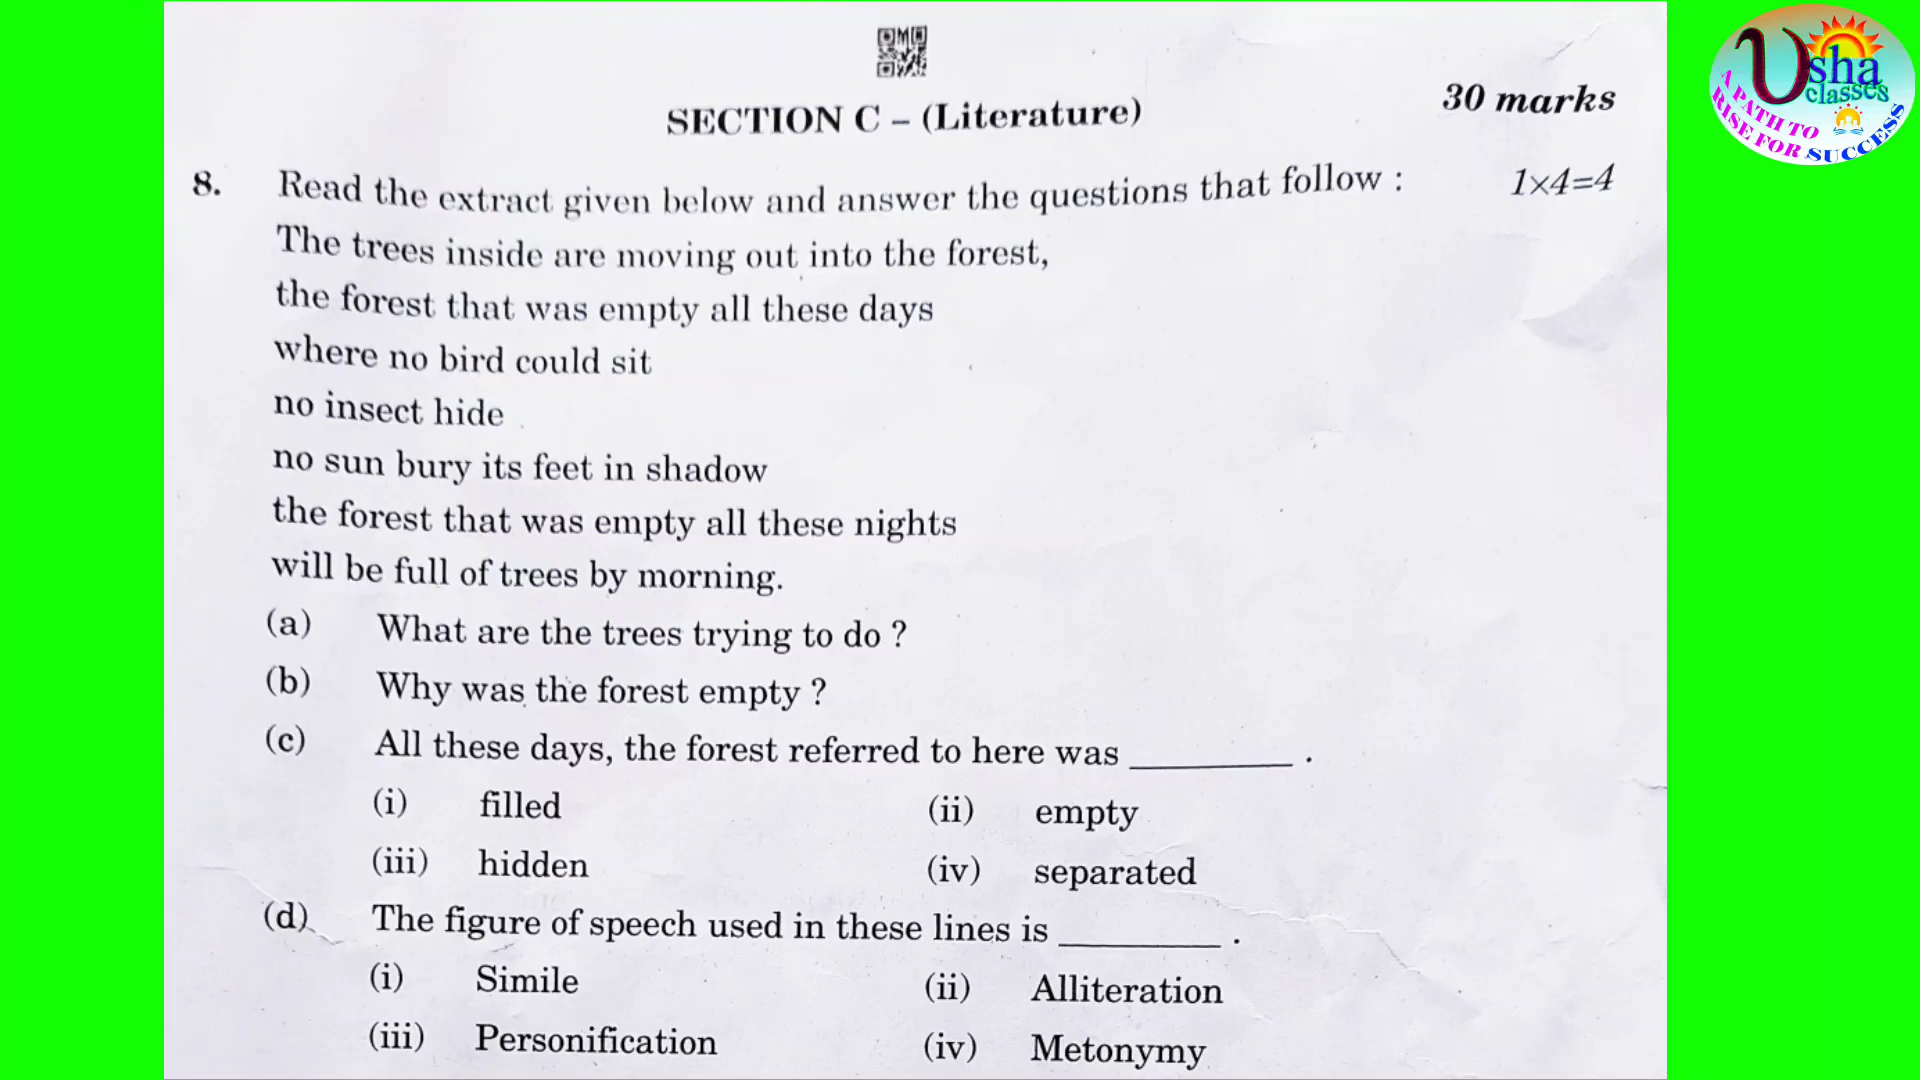 SECTION C – (Literature)
30 marks
8. Read the extract given below and answer the questions that follow : 1×4=4
The trees inside are moving out into the forest,
the forest that was empty all these days
where no bird could sit
no insect hide
no sun bury its feet in shadow
the forest that was empty all these nights
will be full of trees by morning.
(a) What are the trees trying to do ?
(b) Why was the forest empty ?
(c) All these days, the forest referred to here was ________ .
(i) filled (ii) empty
(iii) hidden (iv) separated
(d) The figure of speech used in these lines is ________ .
(i) Simile (ii) Alliteration
(iii) Personification (iv) Metonymy
Usha
classes
A PATH TO
RISE FOR SUCCESS